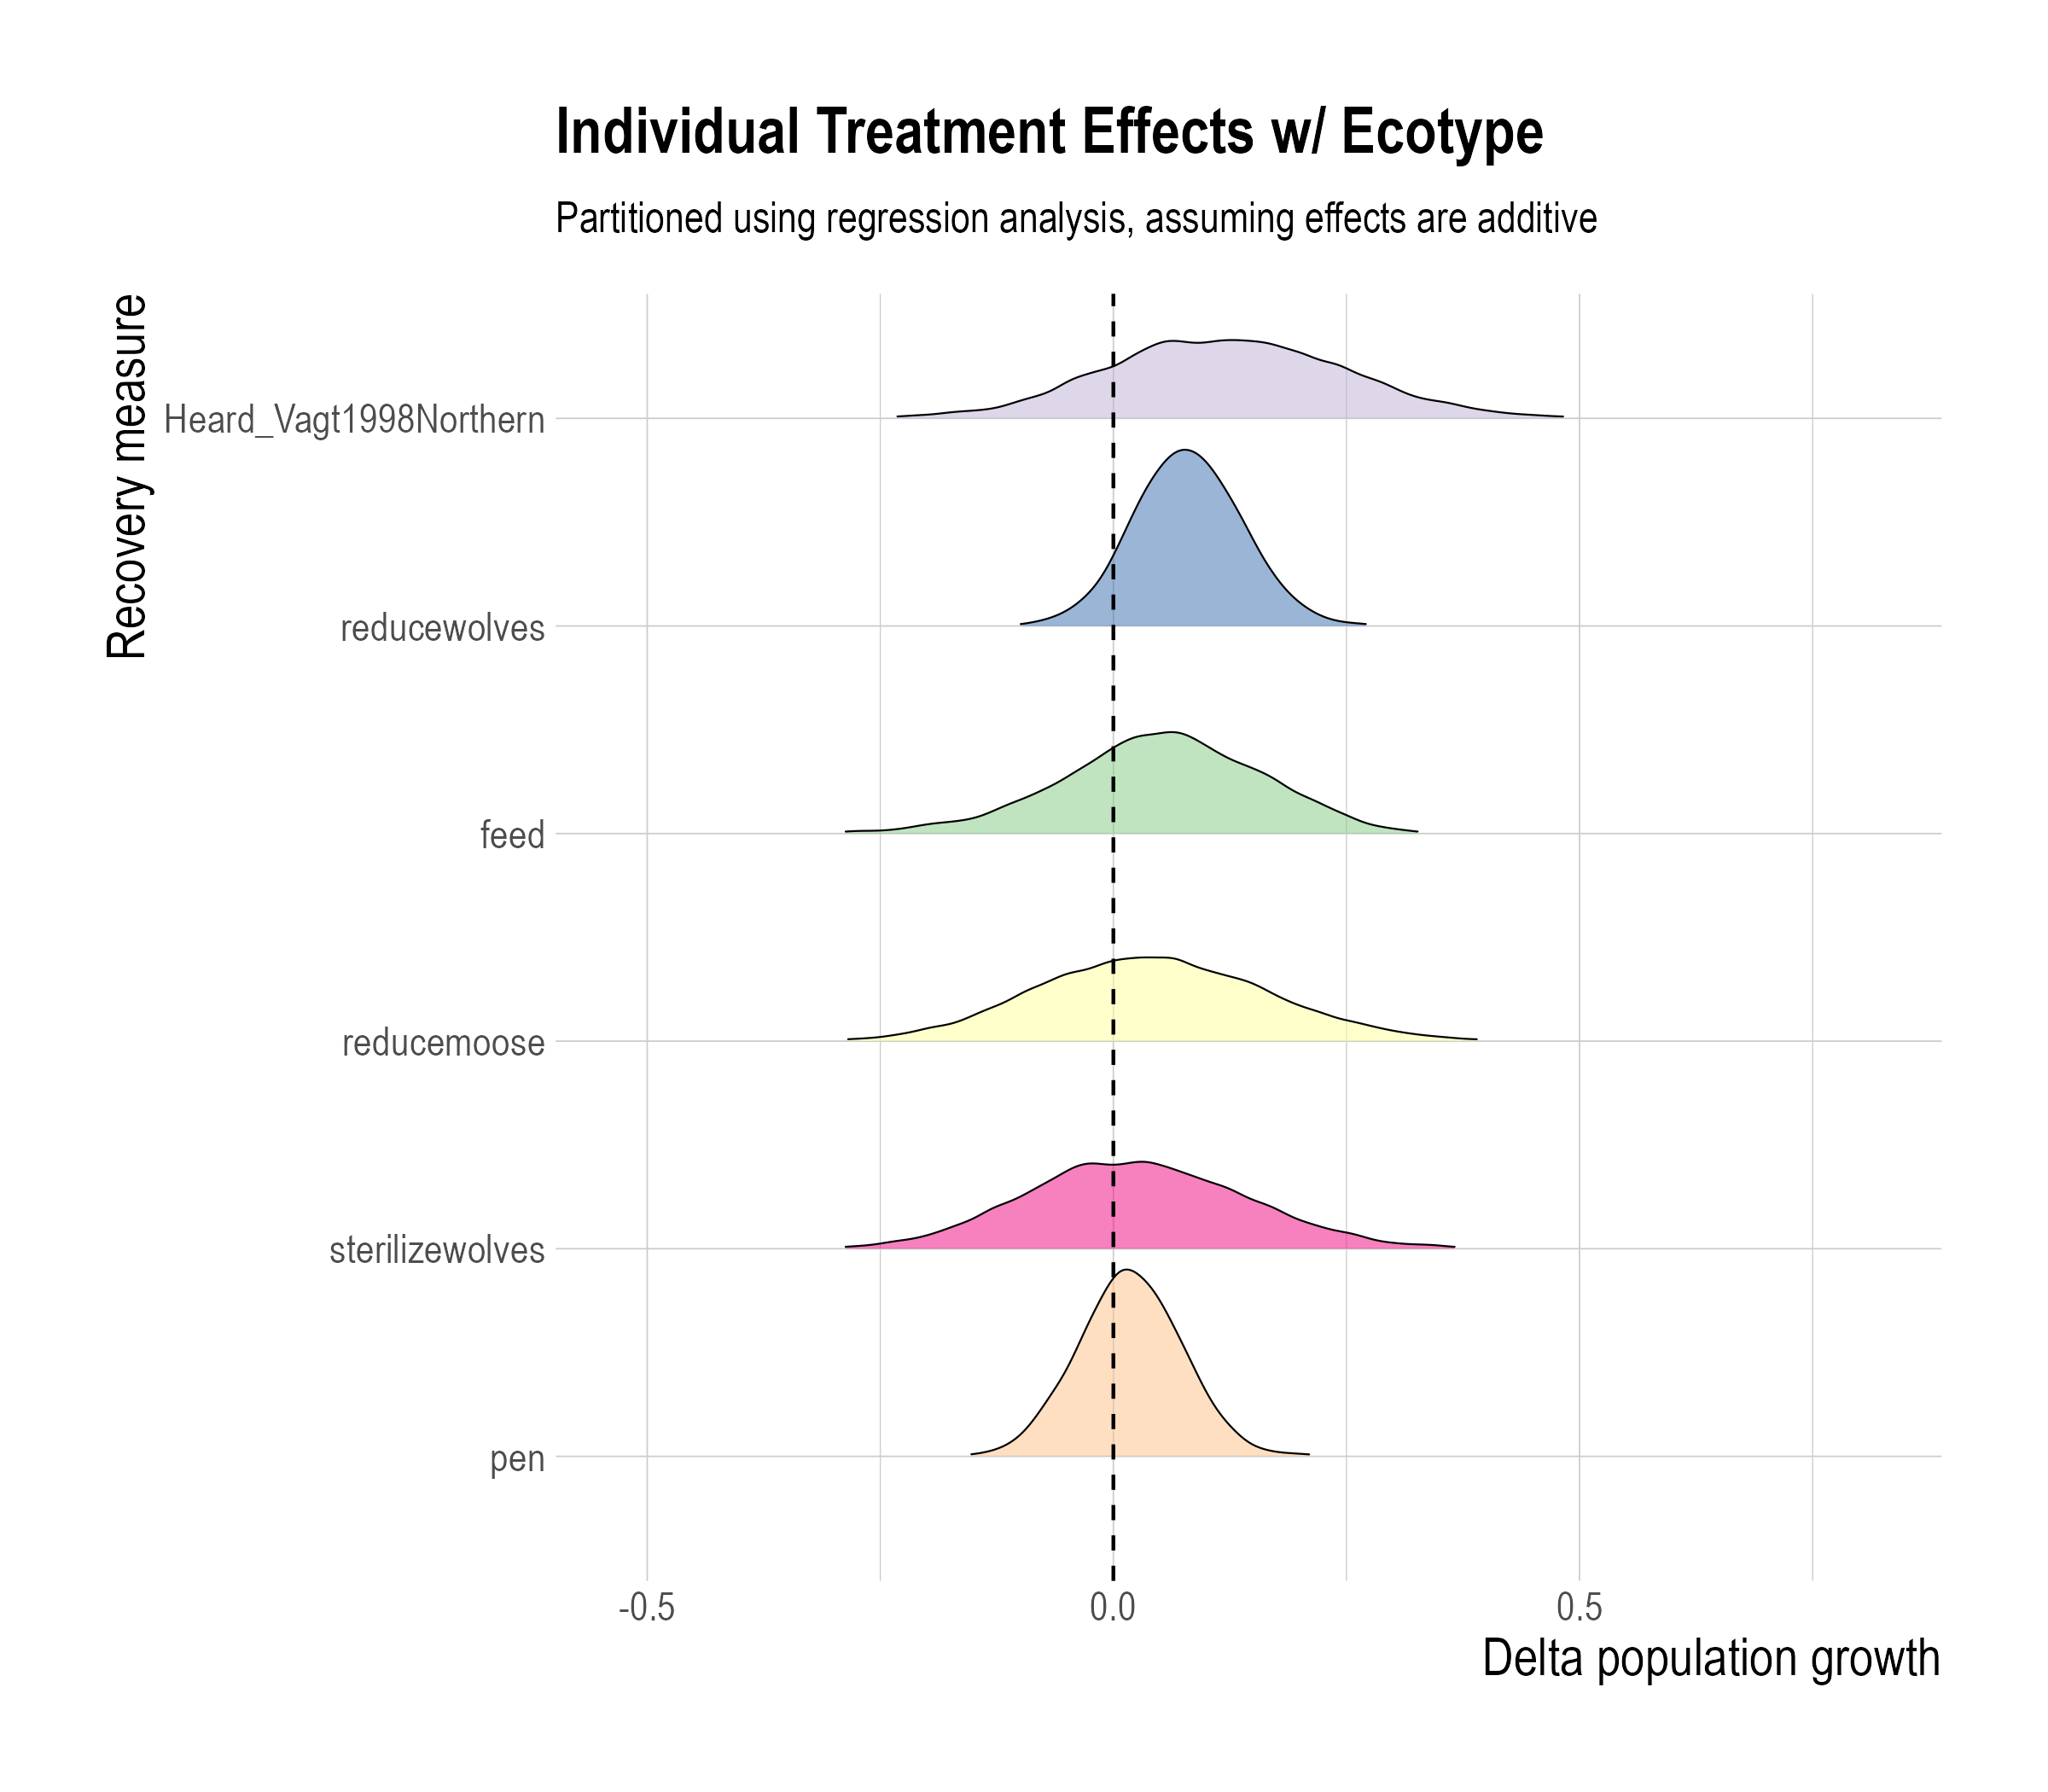 Individual Treatment Effects w/ Ecotype
Partitioned using regression analysis, assuming effects are additive
Recovery measure
Heard_Vagt1998Northern
reducewolves
feed
reducemoose
sterilizewolves
pen
-0.5 0.0 0.5
Delta population growth